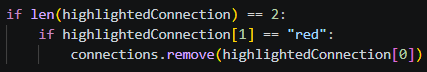 if len(highlightedConnection) == 2:
    if highlightedConnection[1] == "red":
        connections.remove(highlightedConnection[0])